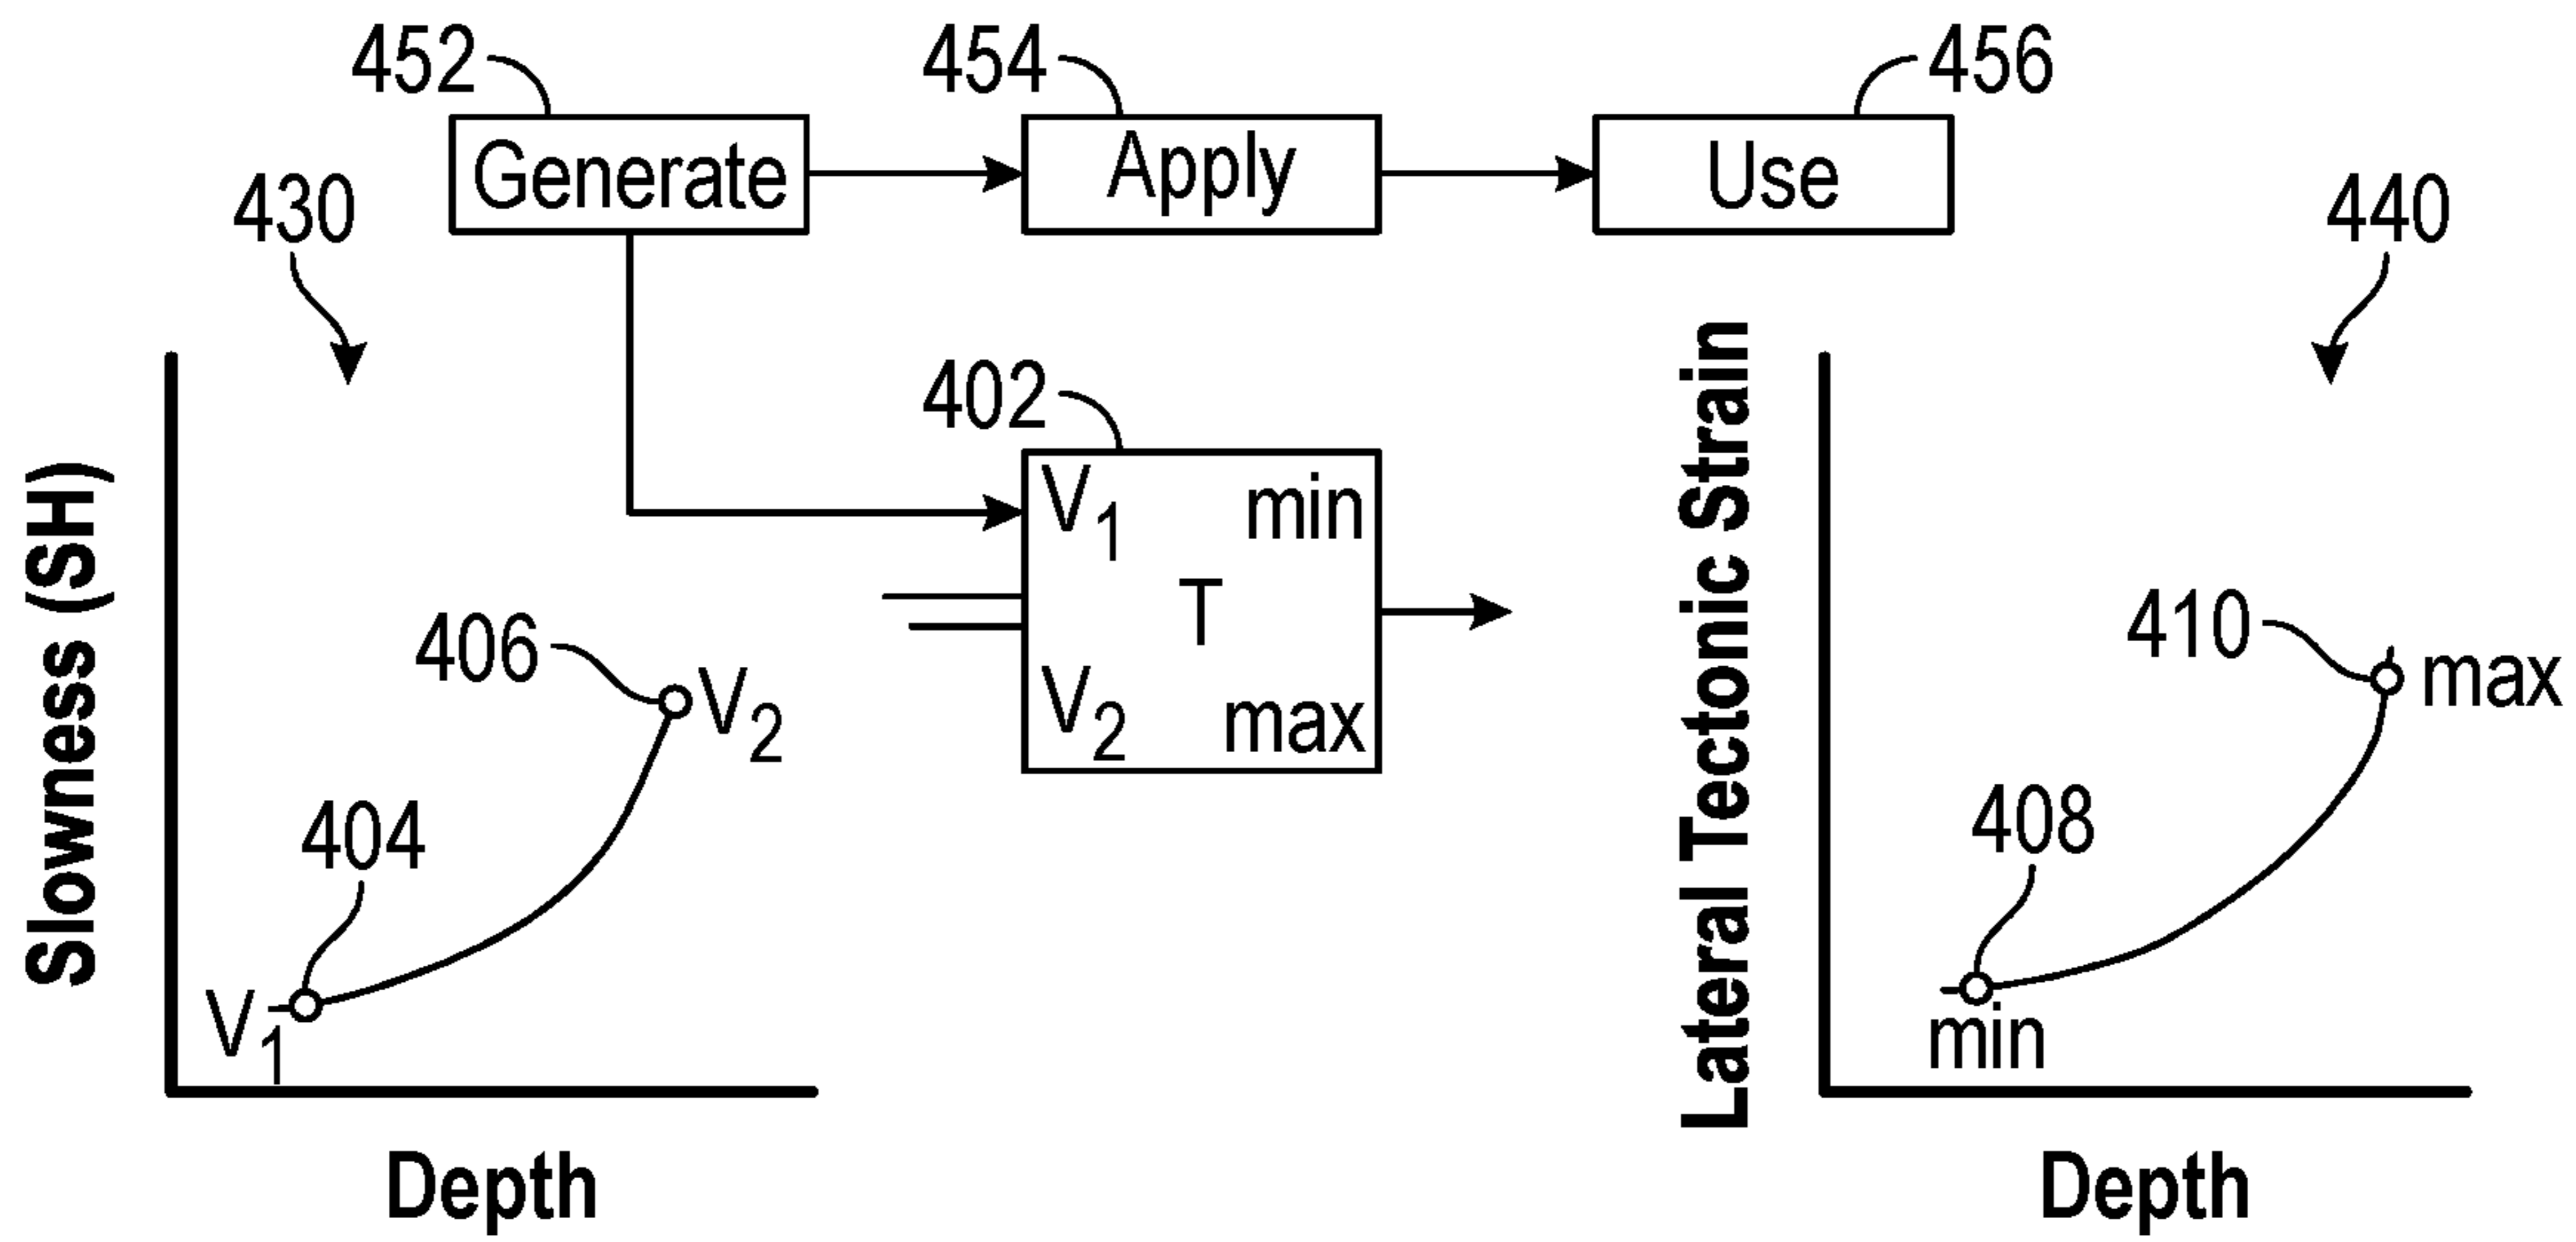 452
454
456
Generate
Apply
Use
430
440
402
V1
min
T
V2
max
Slowness (SH)
406
V2
404
V1
Depth
Lateral Tectonic Strain
410
max
408
min
Depth